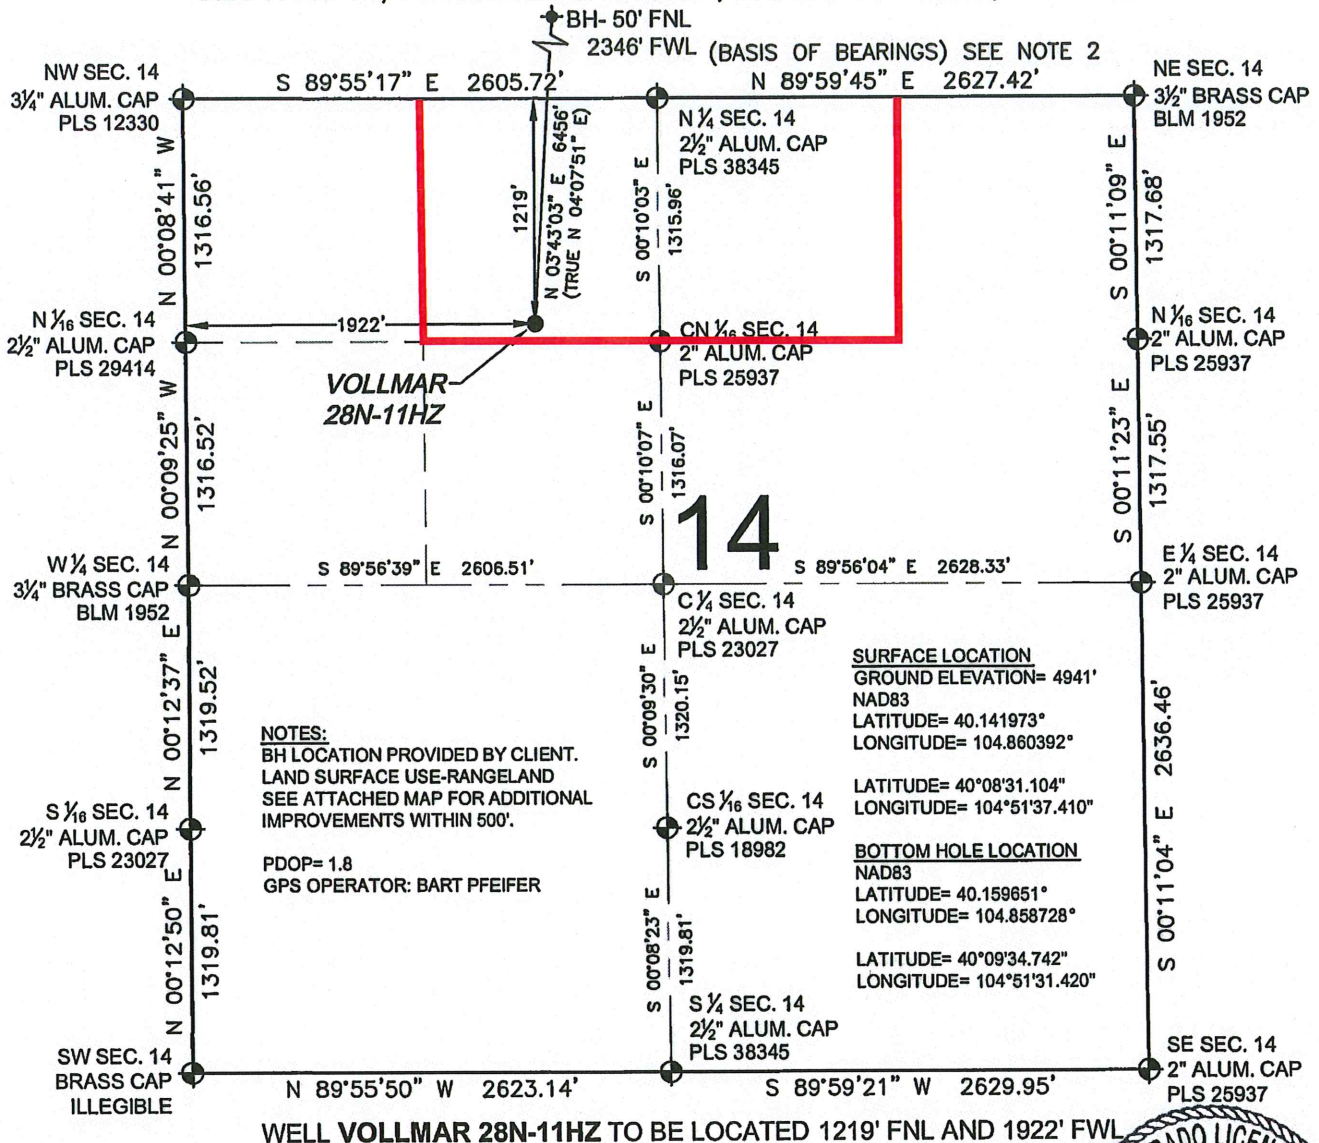 BH- 50' FNL
2346' FWL
(BASIS OF BEARINGS) SEE NOTE 2
NW SEC. 14
3¼" ALUM. CAP
PLS 12330
S 89°55'17" E 2605.72'
N 89°59'45" E 2627.42'
NE SEC. 14
3½" BRASS CAP
BLM 1952
N ¼ SEC. 14
2½" ALUM. CAP
PLS 38345
N 00°08'41" W
1316.56'
1219'
N 03°43'03" E 6456'
(TRUE N 04°07'51" E)
S 00°10'03" E
1315.96'
S 00°11'09" E
1317.68'
N 1⁄16 SEC. 14
2½" ALUM. CAP
PLS 29414
1922'
CN 1⁄16 SEC. 14
2" ALUM. CAP
PLS 25937
N 1⁄16 SEC. 14
2" ALUM. CAP
PLS 25937
VOLLMAR
28N-11HZ
N 00°09'25" W
1316.52'
S 00°10'07" E
1316.07'
S 00°11'23" E
1317.55'
14
W ¼ SEC. 14
3¼" BRASS CAP
BLM 1952
S 89°56'39" E 2606.51'
S 89°56'04" E 2628.33'
E ¼ SEC. 14
2" ALUM. CAP
PLS 25937
C ¼ SEC. 14
2½" ALUM. CAP
PLS 23027
N 00°12'37" E
1319.52'
S 00°09'30" E
1320.15'
NOTES:
BH LOCATION PROVIDED BY CLIENT.
LAND SURFACE USE-RANGELAND
SEE ATTACHED MAP FOR ADDITIONAL
IMPROVEMENTS WITHIN 500'.
PDOP= 1.8
GPS OPERATOR: BART PFEIFER
SURFACE LOCATION
GROUND ELEVATION= 4941'
NAD83
LATITUDE= 40.141973°
LONGITUDE= 104.860392°
LATITUDE= 40°08'31.104"
LONGITUDE= 104°51'37.410"
BOTTOM HOLE LOCATION
NAD83
LATITUDE= 40.159651°
LONGITUDE= 104.858728°
LATITUDE= 40°09'34.742"
LONGITUDE= 104°51'31.420"
S 00°11'04" E 2636.46'
S 1⁄16 SEC. 14
2½" ALUM. CAP
PLS 23027
CS 1⁄16 SEC. 14
2½" ALUM. CAP
PLS 18982
N 00°12'50" E
1319.81'
S 00°08'23" E
1319.81'
S ¼ SEC. 14
2½" ALUM. CAP
PLS 38345
SW SEC. 14
BRASS CAP
ILLEGIBLE
N 89°55'50" W 2623.14'
S 89°59'21" W 2629.95'
SE SEC. 14
2" ALUM. CAP
PLS 25937
WELL VOLLMAR 28N-11HZ TO BE LOCATED 1219' FNL AND 1922' FWL